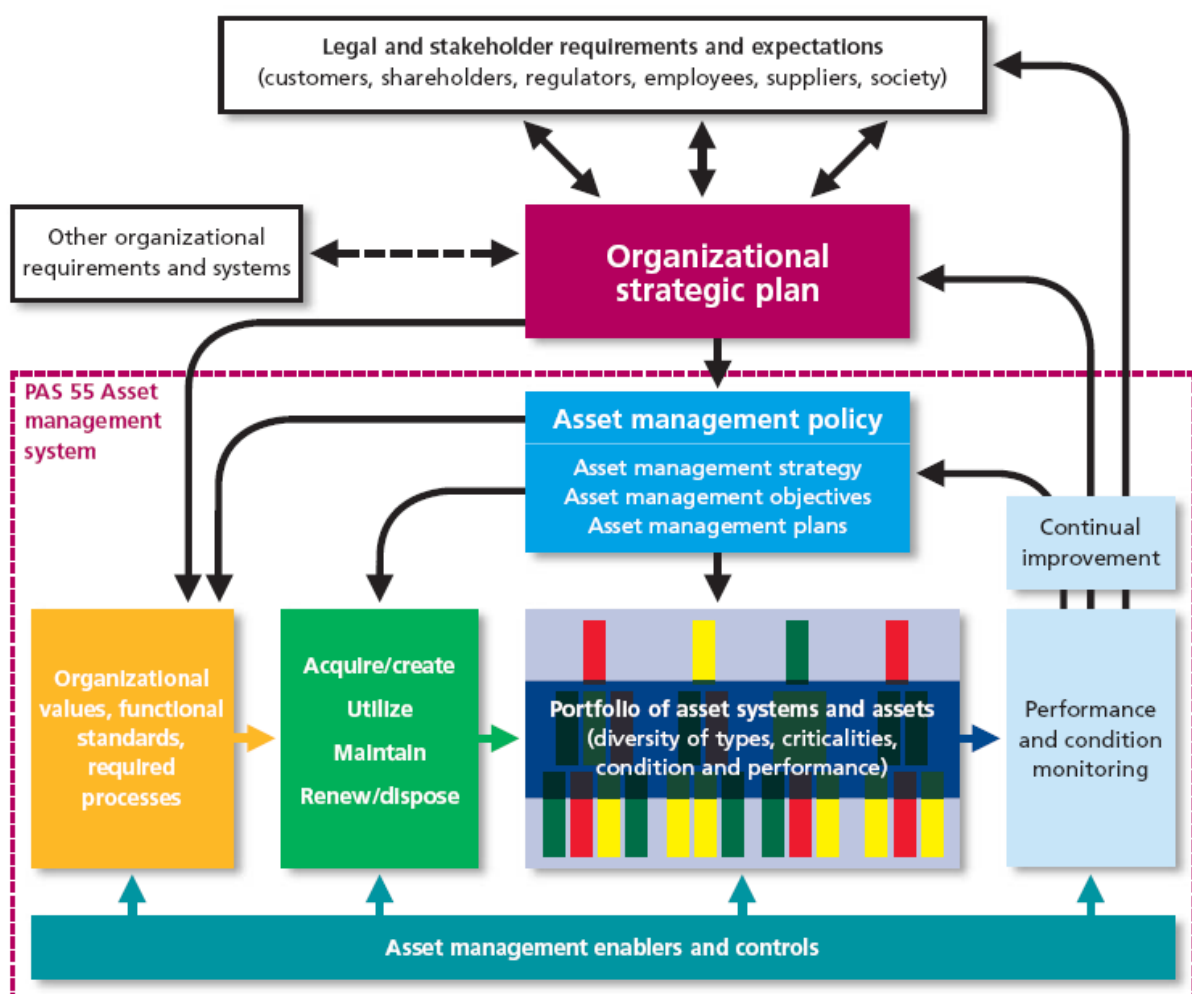 Legal and stakeholder requirements and expectations
(customers, shareholders, regulators, employees, suppliers, society)
Other organizational
requirements and systems
Organizational
strategic plan
PAS 55 Asset
management
system
Asset management policy
Asset management strategy
Asset management objectives
Asset management plans
Continual
improvement
Organizational
values, functional
standards,
required
processes
Acquire/create
Utilize
Maintain
Renew/dispose
Portfolio of asset systems and assets
(diversity of types, criticalities,
condition and performance)
Performance
and condition
monitoring
Asset management enablers and controls